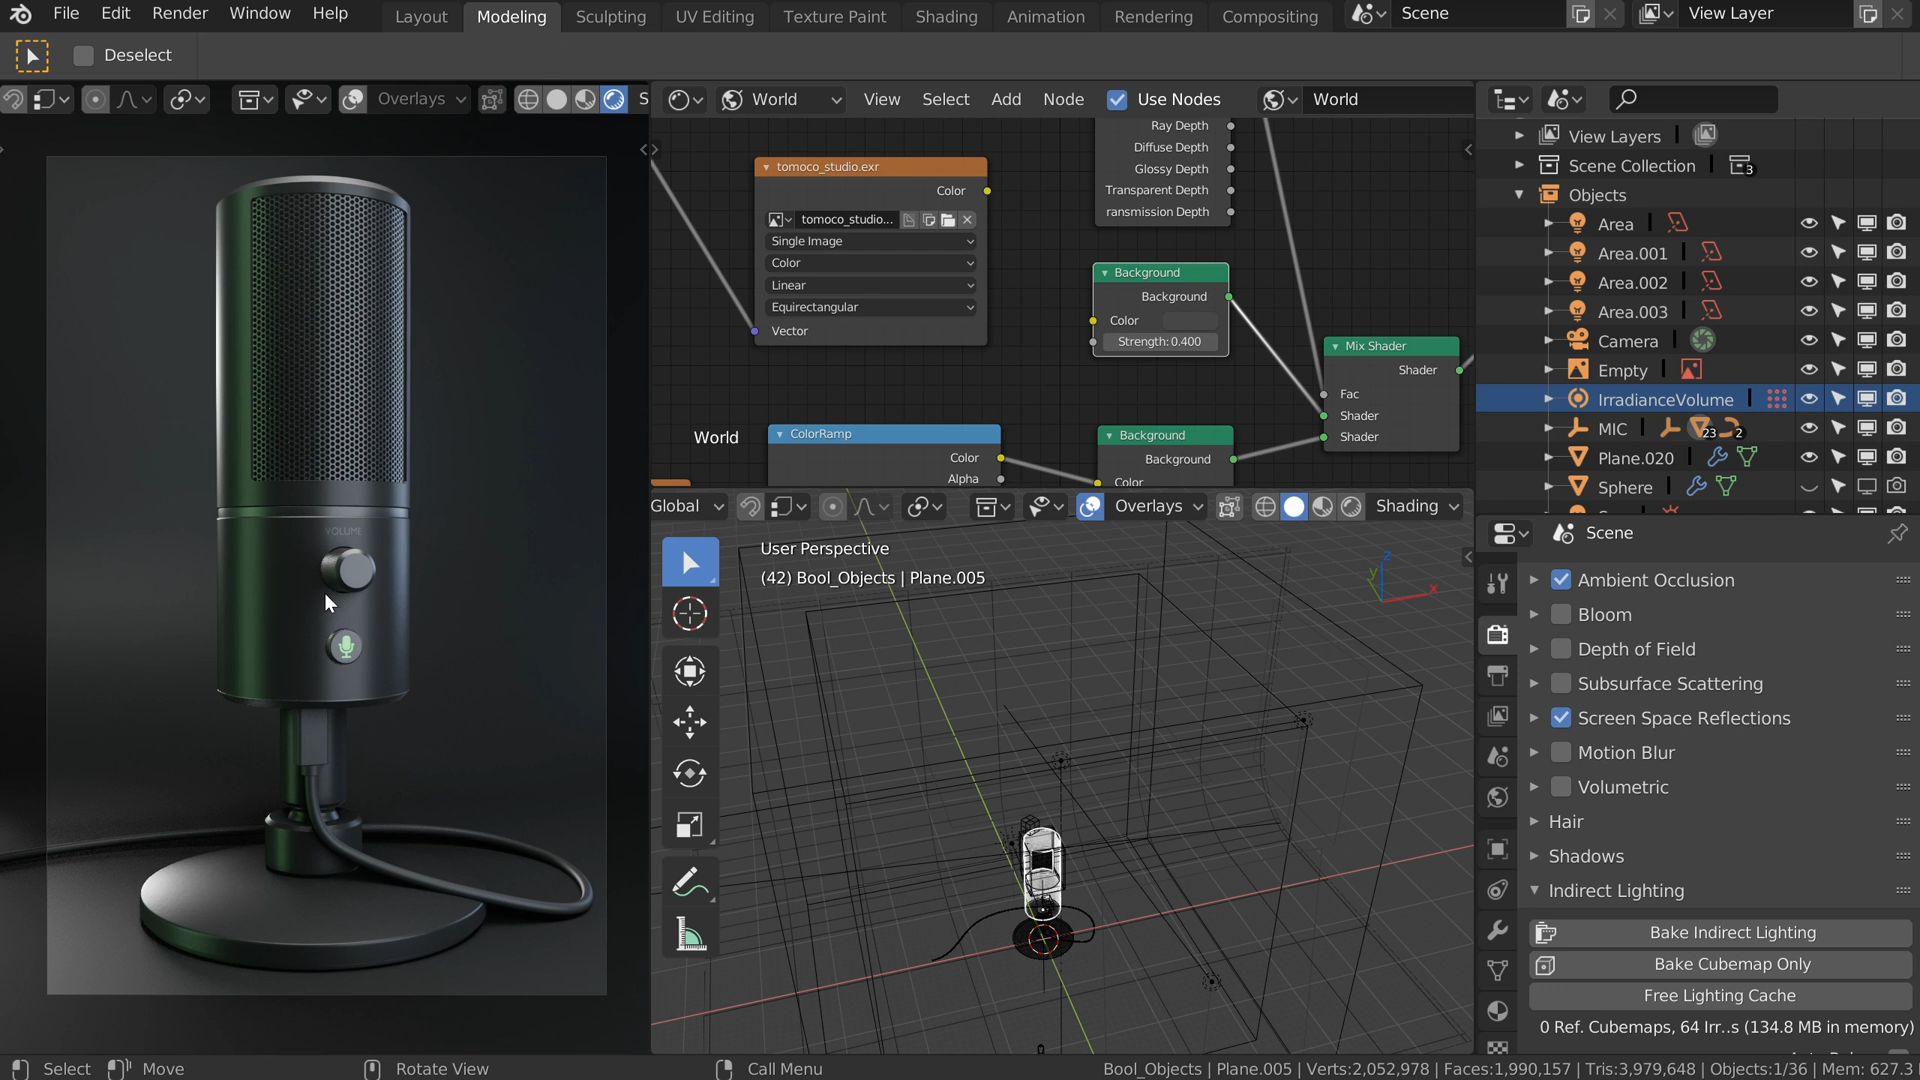 File Edit Render Window Help Layout Modeling Sculpting UV Editing Texture Paint Shading Animation Rendering Compositing Scene View Layer
Deselect
Overlays S World View Select Add Node Use Nodes World
Ray Depth
Diffuse Depth
Glossy Depth
Transparent Depth
ransmission Depth
tomoco_studio.exr
Color
tomoco_studio...
Single Image
Color
Linear
Equirectangular
Vector
Background
Background
Color
Strength: 0.400
Mix Shader
Shader
Fac
Shader
Shader
World
ColorRamp
Color
Alpha
Background
Background
Color
View Layers
Scene Collection 3
Objects
Area
Area.001
Area.002
Area.003
Camera
Empty
IrradianceVolume
MIC 23 2
Plane.020
Sphere
VOLUME
Global Overlays Shading
User Perspective
(42) Bool_Objects | Plane.005
Z
Y
X
Scene
Ambient Occlusion
Bloom
Depth of Field
Subsurface Scattering
Screen Space Reflections
Motion Blur
Volumetric
Hair
Shadows
Indirect Lighting
Bake Indirect Lighting
Bake Cubemap Only
Free Lighting Cache
0 Ref. Cubemaps, 64 Irr..s (134.8 MB in memory)
Select Move Rotate View Call Menu Bool_Objects | Plane.005 | Verts:2,052,978 | Faces:1,990,157 | Tris:3,979,648 | Objects:1/36 | Mem: 627.3